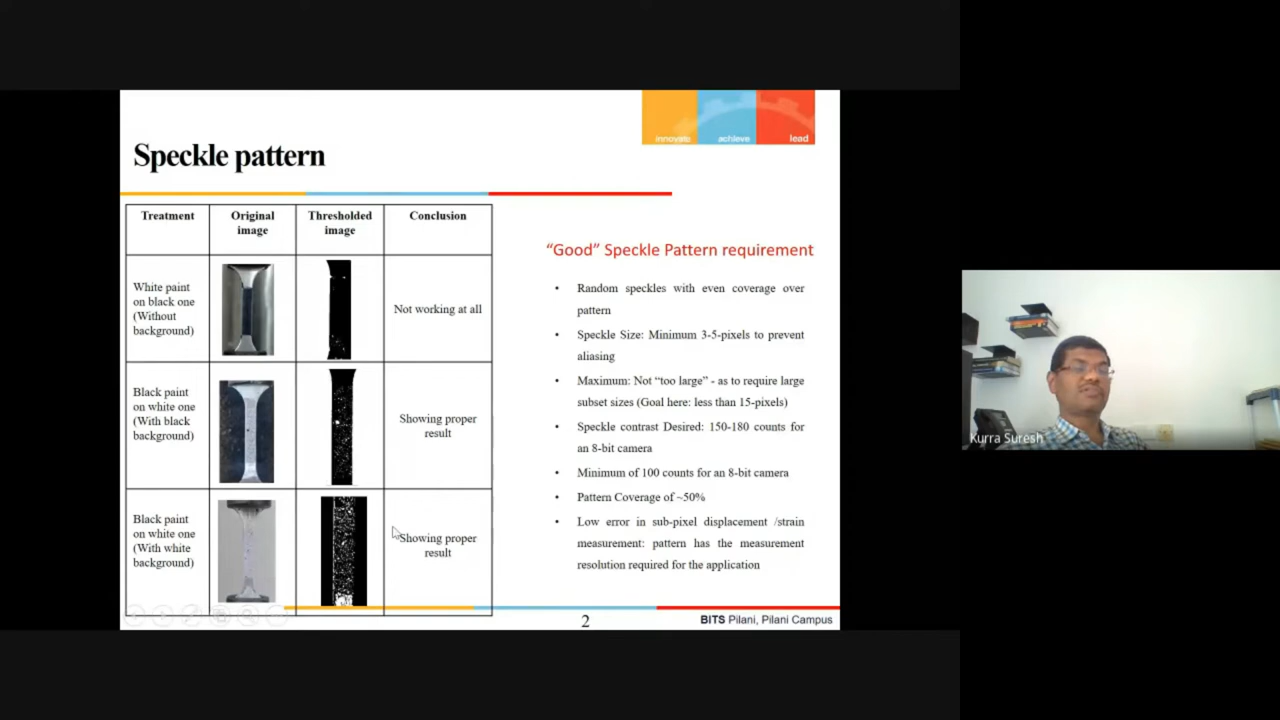 innovate achieve lead
Speckle pattern
Treatment
Original
image
Thresholded
image
Conclusion
White paint
on black one
(Without
background)
Not working at all
Black paint
on white one
(With black
background)
Showing proper
result
Black paint
on white one
(With white
background)
Showing proper
result
“Good” Speckle Pattern requirement
• Random speckles with even coverage over
pattern
• Speckle Size: Minimum 3-5-pixels to prevent
aliasing
• Maximum: Not “too large” - as to require large
subset sizes (Goal here: less than 15-pixels)
• Speckle contrast Desired: 150-180 counts for
an 8-bit camera
• Minimum of 100 counts for an 8-bit camera
• Pattern Coverage of ~50%
• Low error in sub-pixel displacement /strain
measurement: pattern has the measurement
resolution required for the application
2
BITS Pilani, Pilani Campus
Kurra Suresh